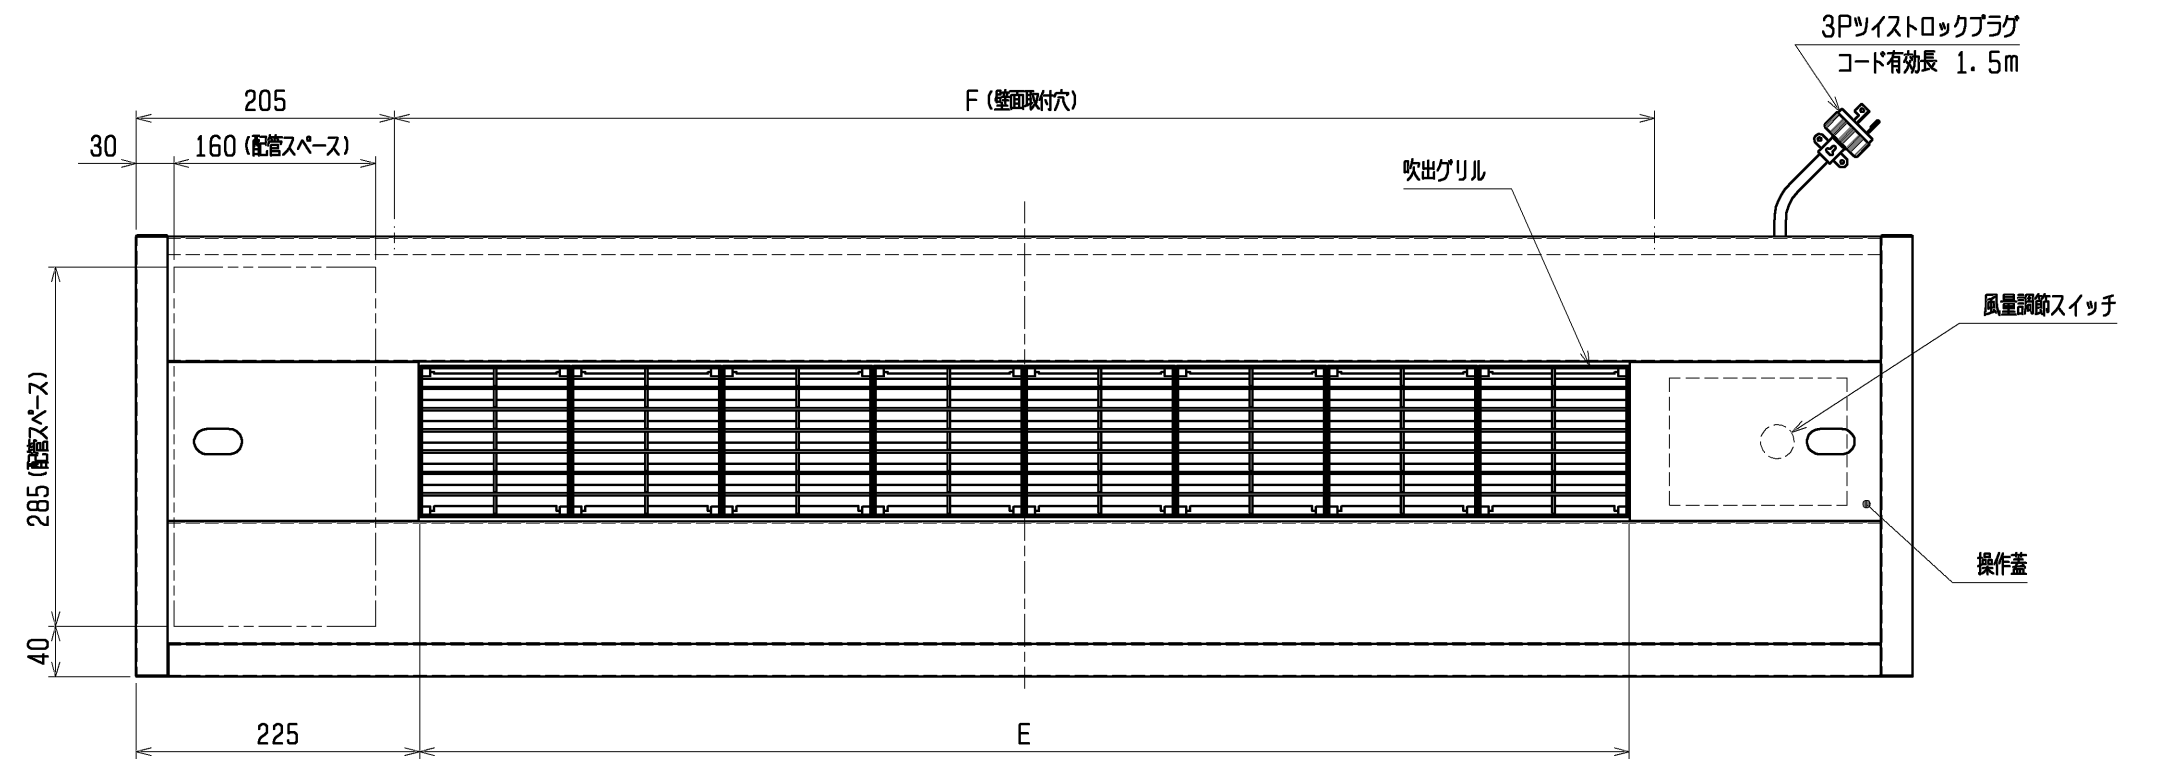 3Pツイストロックプラグ
コード有効長 1.5m
205
F(壁面取付穴)
30
160(配管スペース)
吹出グリル
風量調節スイッチ
285(配管スペース)
操作蓋
40
225
E